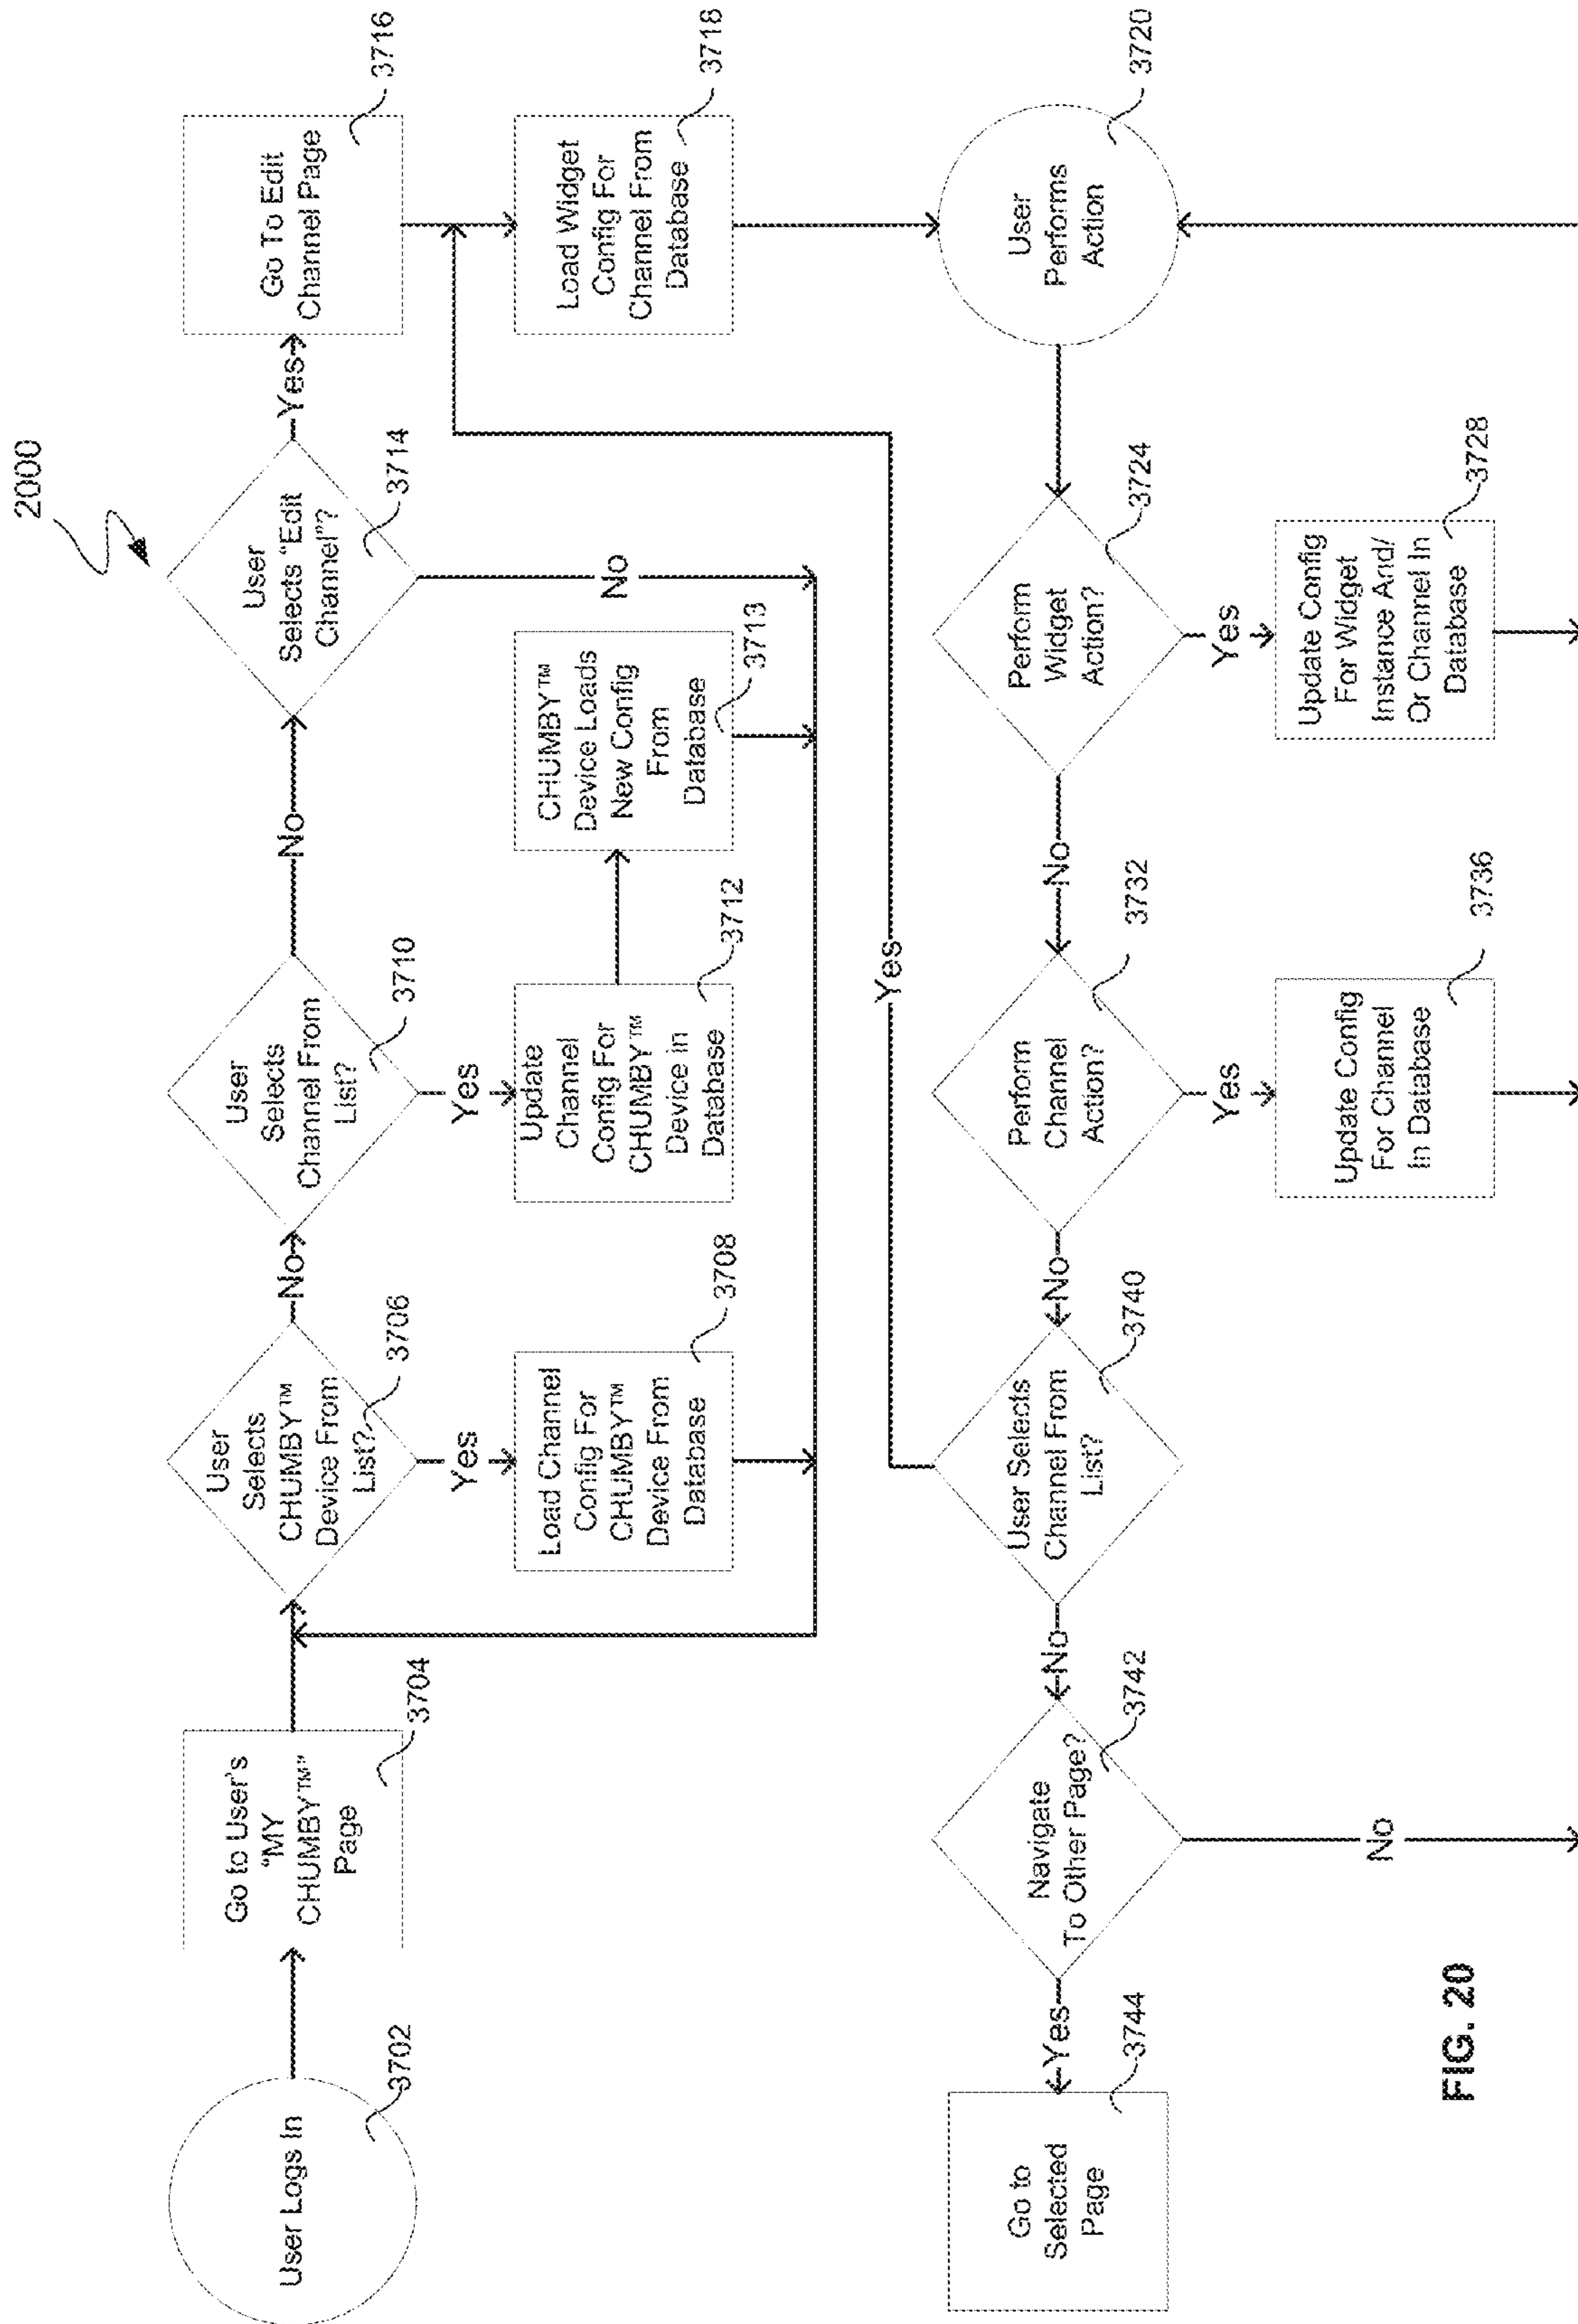 2000
User Logs In
3702
Go to User's
"MY
CHUMBY™"
Page
3704
User
Selects
CHUMBY™
Device From
List?
3706
No
Yes
Load Channel
Config For
CHUMBY™
Device From
Database
3708
User
Selects
Channel From
List?
3710
No
Yes
Update
Channel
Config For
CHUMBY™
Device in
Database
3712
CHUMBY™
Device Loads
New Config
From
Database
3713
User
Selects "Edit
Channel"?
3714
Yes
No
Go To Edit
Channel Page
3716
Load Widget
Config For
Channel From
Database
3718
User
Performs
Action
3720
Perform
Widget
Action?
3724
Yes
Update Config
For Widget
Instance And/
Or Channel In
Database
3728
No
Perform
Channel
Action?
3732
Yes
Update Config
For Channel
In Database
3736
No
User Selects
Channel From
List?
3740
Yes
No
Navigate
To Other Page?
3742
No
Yes
Go to
Selected
Page
3744
FIG. 20